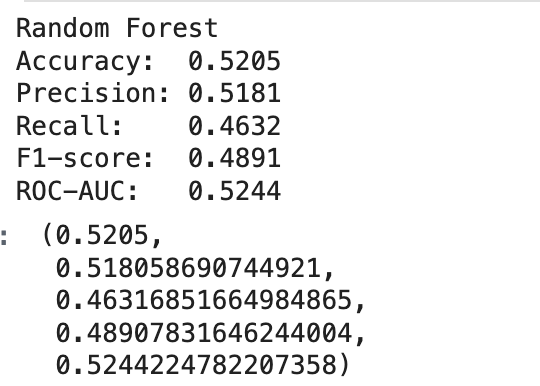 Random Forest
Accuracy:  0.5205
Precision: 0.5181
Recall:    0.4632
F1-score:  0.4891
ROC-AUC:   0.5244
: (0.5205,
0.518058690744921,
0.46316851664984865,
0.48907831646244004,
0.5244224782207358)